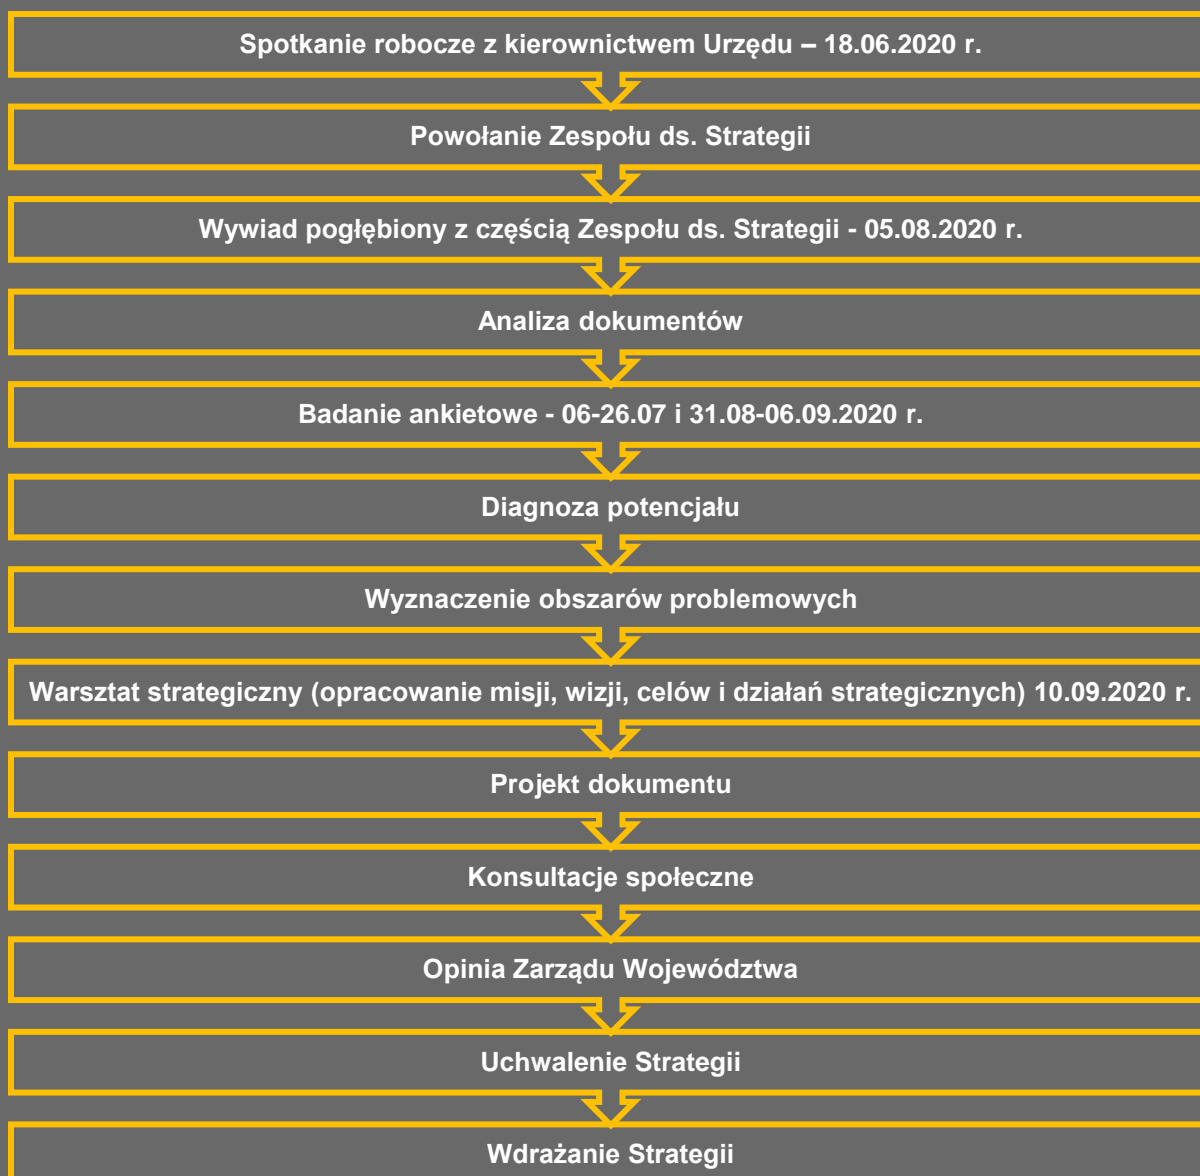 Spotkanie robocze z kierownictwem Urzędu – 18.06.2020 r.
Powołanie Zespołu ds. Strategii
Wywiad pogłębiony z częścią Zespołu ds. Strategii - 05.08.2020 r.
Analiza dokumentów
Badanie ankietowe - 06-26.07 i 31.08-06.09.2020 r.
Diagnoza potencjału
Wyznaczenie obszarów problemowych
Warsztat strategiczny (opracowanie misji, wizji, celów i działań strategicznych) 10.09.2020 r.
Projekt dokumentu
Konsultacje społeczne
Opinia Zarządu Województwa
Uchwalenie Strategii
Wdrażanie Strategii